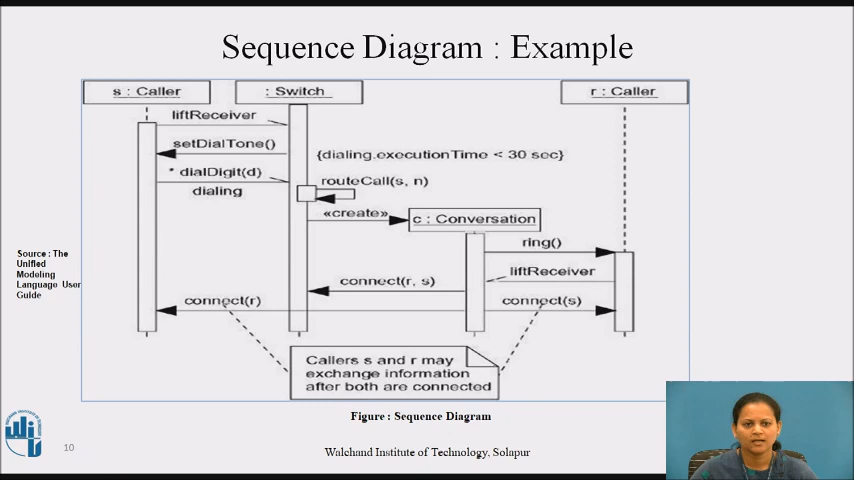 Sequence Diagram : Example
s : Caller
: Switch
r : Caller
liftReceiver
setDialTone()
{dialing.executionTime < 30 sec}
* dialDigit(d)
routeCall(s, n)
dialing
«create»
c : Conversation
ring()
Source : The
Unified
Modeling
Language User
Guide
liftReceiver
connect(r, s)
connect(r)
connect(s)
Callers s and r may
exchange information
after both are connected
Figure : Sequence Diagram
10
Walchand Institute of Technology, Solapur